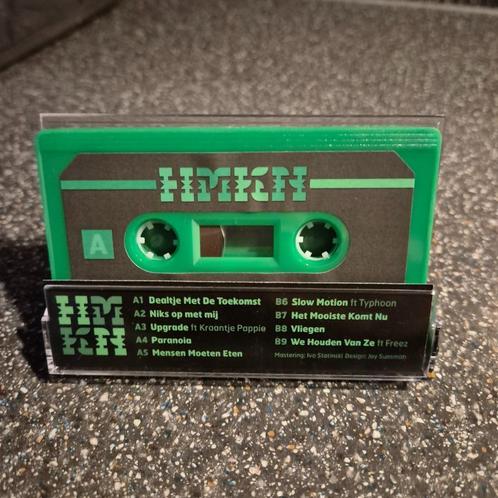 HMKN
A
HM
KN
A1 Dealtje Met De Toekomst
A2 Niks op met mij
A3 Upgrade ft Kraantje Pappie
A4 Paranoia
A5 Mensen Moeten Eten
B6 Slow Motion ft Typhoon
B7 Het Mooiste Komt Nu
B8 Vliegen
B9 We Houden Van Ze ft Freez
Mastering: Ivo Statinski Design: Jay Suesman